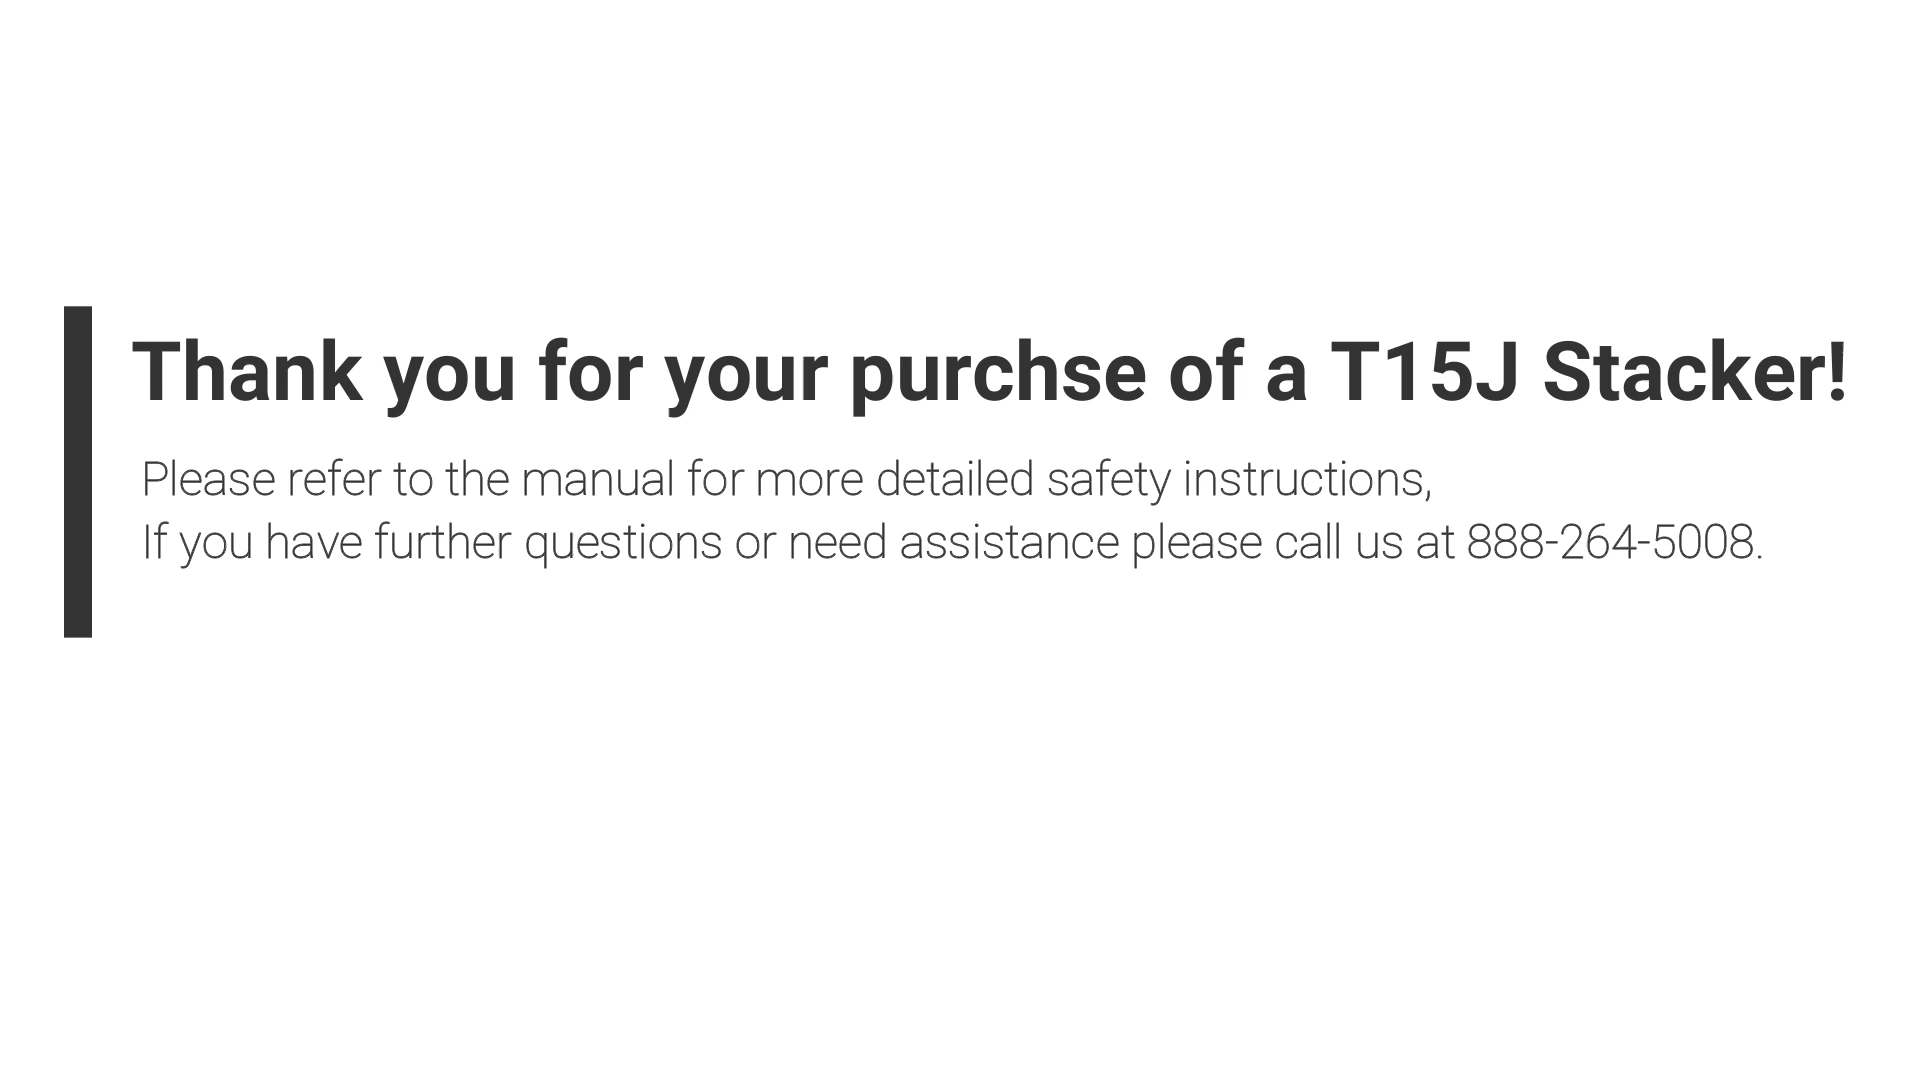 Thank you for your purchse of a T15J Stacker!
Please refer to the manual for more detailed safety instructions,
If you have further questions or need assistance please call us at 888-264-5008.